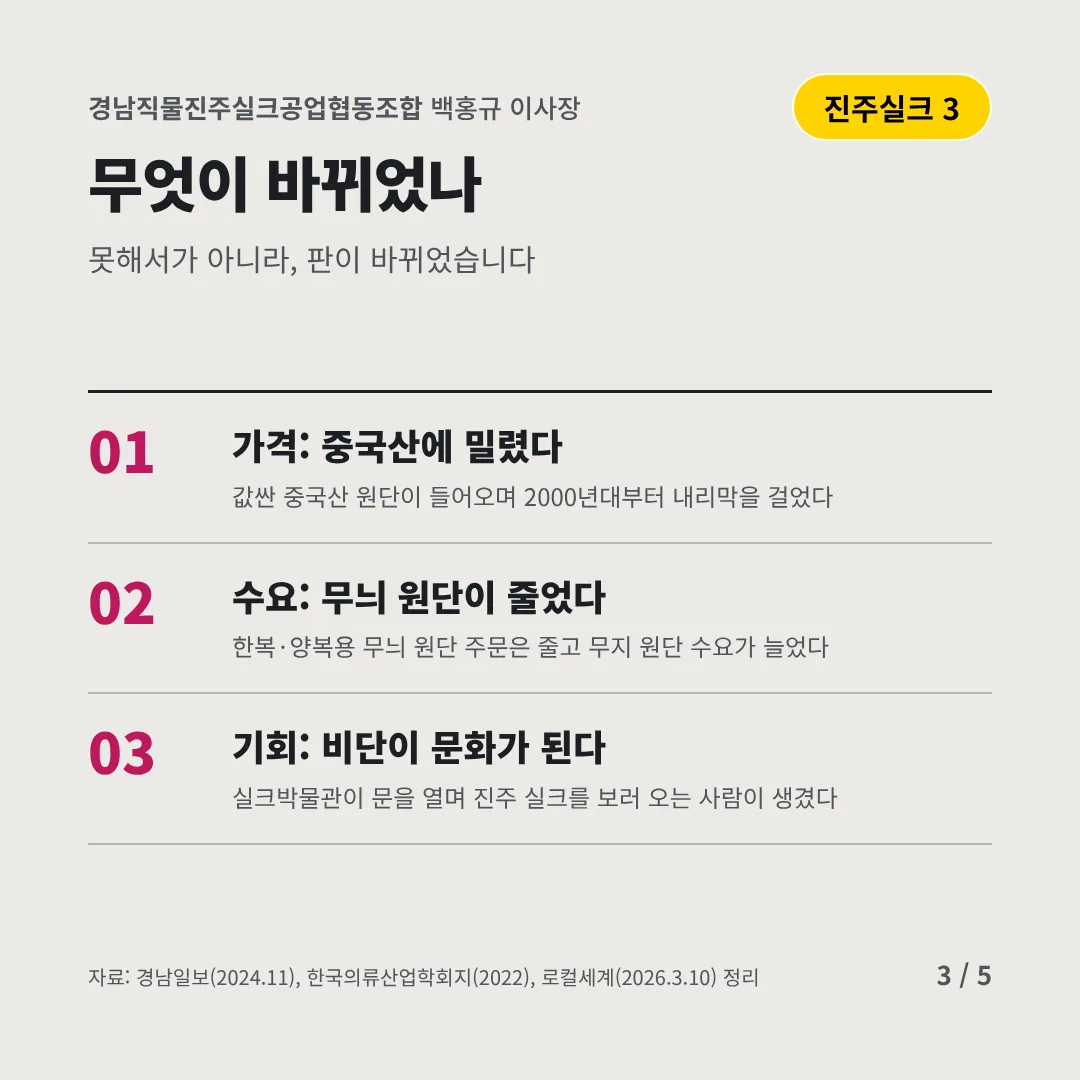 경남직물진주실크공업협동조합 백홍규 이사장
진주실크 3
무엇이 바뀌었나
못해서가 아니라, 판이 바뀌었습니다
01
가격: 중국산에 밀렸다
값싼 중국산 원단이 들어오며 2000년대부터 내리막을 걸었다
02
수요: 무늬 원단이 줄었다
한복·양복용 무늬 원단 주문은 줄고 무지 원단 수요가 늘었다
03
기회: 비단이 문화가 된다
실크박물관이 문을 열며 진주 실크를 보러 오는 사람이 생겼다
자료: 경남일보(2024.11), 한국의류산업학회지(2022), 로컬세계(2026.3.10) 정리
3 / 5